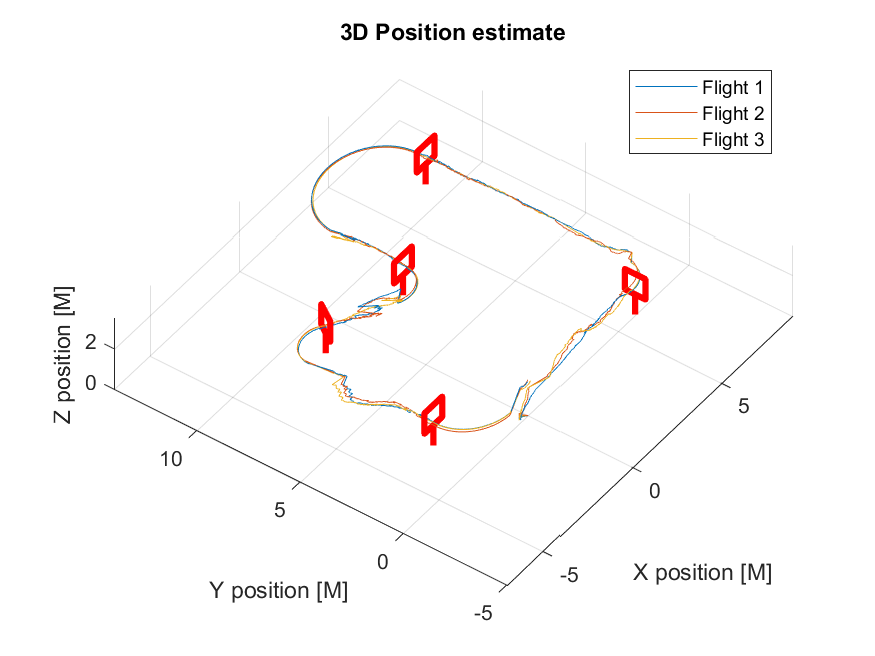 3D Position estimate
Flight 1
Flight 2
Flight 3
Z position [M]
2
0
10
5
0
-5
Y position [M]
5
0
-5
X position [M]